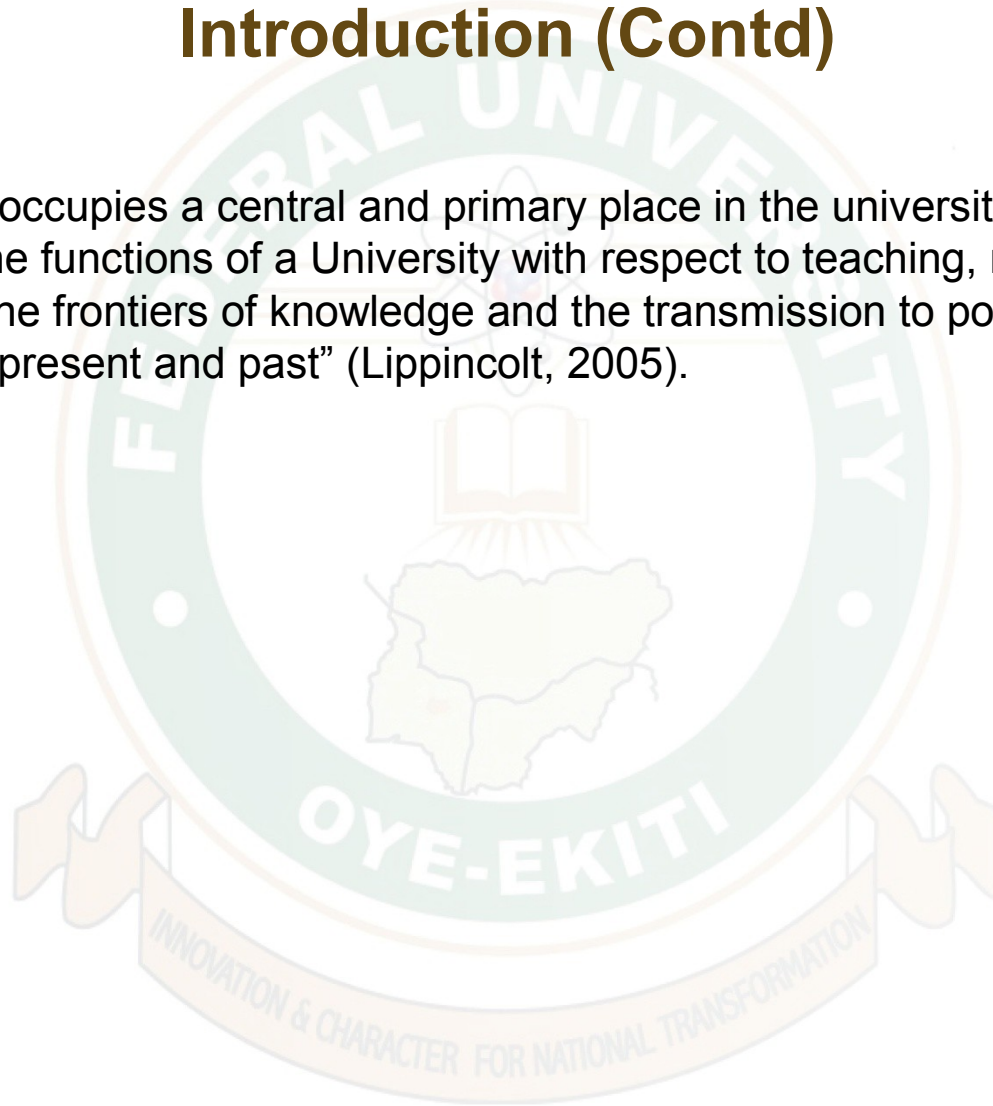 Introduction (Contd)
occupies a central and primary place in the universit
he functions of a University with respect to teaching,
he frontiers of knowledge and the transmission to po
present and past” (Lippincolt, 2005).
FEDERAL UNIVERSITY
OYE-EKITI
INNOVATION & CHARACTER FOR NATIONAL TRANSFORMATION